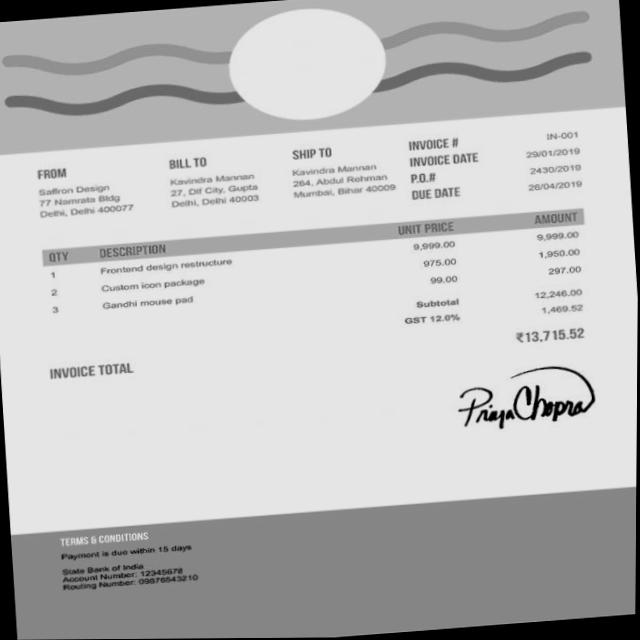 FROM
Saffron Design
77 Namrata Bldg
Delhi, Delhi 400077
BILL TO
Kavindra Mannan
27, Dlf City, Gupta
Delhi, Delhi 40003
SHIP TO
Kavindra Mannan
264, Abdul Rehman
Mumbai, Bihar 40009
INVOICE # IN-001
INVOICE DATE 29/01/2019
P.O.# 2430/2019
DUE DATE 26/04/2019
QTY DESCRIPTION UNIT PRICE AMOUNT
1 Frontend design restructure 9,999.00 9,999.00
2 Custom icon package 975.00 1,950.00
3 Gandhi mouse pad 99.00 297.00
Subtotal 12,246.00
GST 12.0% 1,469.52
INVOICE TOTAL ₹13,715.52
Priya Chopra
TERMS & CONDITIONS
Payment is due within 15 days
State Bank of India
Account Number: 12345678
Routing Number: 09876543210